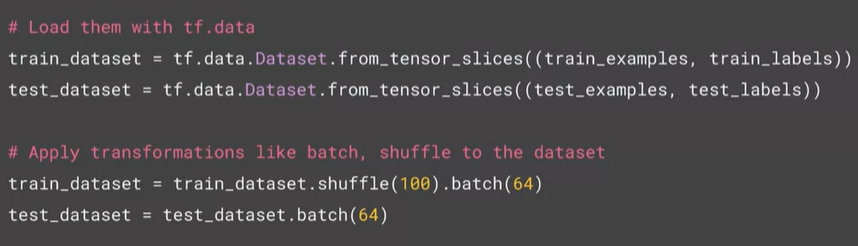 # Load them with tf.data
train_dataset = tf.data.Dataset.from_tensor_slices((train_examples, train_labels))
test_dataset = tf.data.Dataset.from_tensor_slices((test_examples, test_labels))
# Apply transformations like batch, shuffle to the dataset
train_dataset = train_dataset.shuffle(100).batch(64)
test_dataset = test_dataset.batch(64)